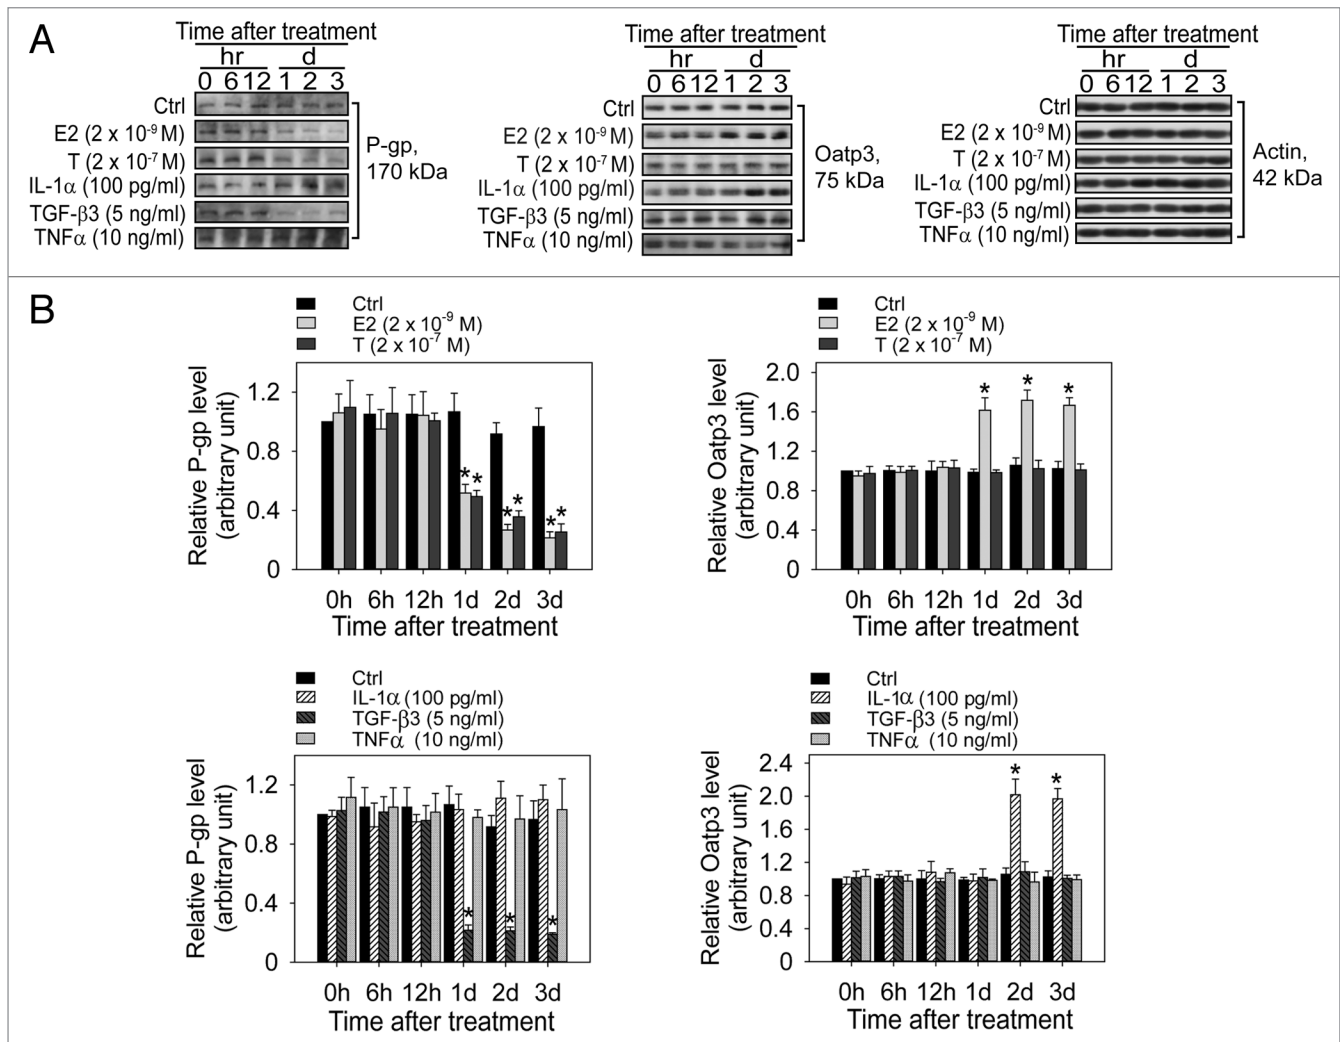 A
Time after treatment
hr d
0 6 12 1 2 3
Ctrl
E2 (2 x 10⁻⁹ M)
T (2 x 10⁻⁷ M)
IL-1α (100 pg/ml)
TGF-β3 (5 ng/ml)
TNFα (10 ng/ml)
P-gp,
170 kDa
Time after treatment
hr d
0 6 12 1 2 3
Ctrl
E2 (2 x 10⁻⁹ M)
T (2 x 10⁻⁷ M)
IL-1α (100 pg/ml)
TGF-β3 (5 ng/ml)
TNFα (10 ng/ml)
Oatp3,
75 kDa
Time after treatment
hr d
0 6 12 1 2 3
Ctrl
E2 (2 x 10⁻⁹ M)
T (2 x 10⁻⁷ M)
IL-1α (100 pg/ml)
TGF-β3 (5 ng/ml)
TNFα (10 ng/ml)
Actin,
42 kDa
B
Ctrl
E2 (2 x 10⁻⁹ M)
T (2 x 10⁻⁷ M)
Relative P-gp level
(arbitrary unit)
1.2
0.8
0.4
0
* * * * * *
0h 6h 12h 1d 2d 3d
Time after treatment
Ctrl
E2 (2 x 10⁻⁹ M)
T (2 x 10⁻⁷ M)
Relative Oatp3 level
(arbitrary unit)
2.0
1.6
1.2
0.8
0.4
0
* * *
0h 6h 12h 1d 2d 3d
Time after treatment
Ctrl
IL-1α (100 pg/ml)
TGF-β3 (5 ng/ml)
TNFα (10 ng/ml)
Relative P-gp level
(arbitrary unit)
1.2
0.8
0.4
0
* * *
0h 6h 12h 1d 2d 3d
Time after treatment
Ctrl
IL-1α (100 pg/ml)
TGF-β3 (5 ng/ml)
TNFα (10 ng/ml)
Relative Oatp3 level
(arbitrary unit)
2.4
2.0
1.6
1.2
0.8
0.4
0
* *
0h 6h 12h 1d 2d 3d
Time after treatment